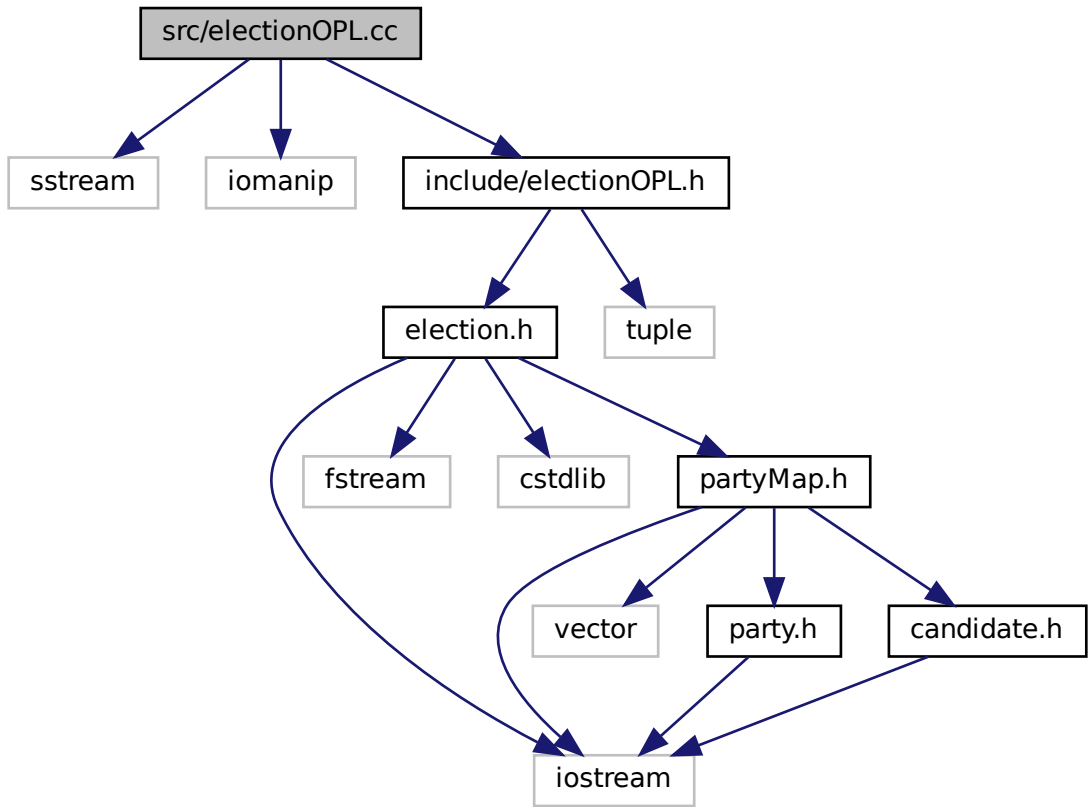 src/electionOPL.cc
sstream
iomanip
include/electionOPL.h
election.h
tuple
fstream
cstdlib
partyMap.h
vector
party.h
candidate.h
iostream